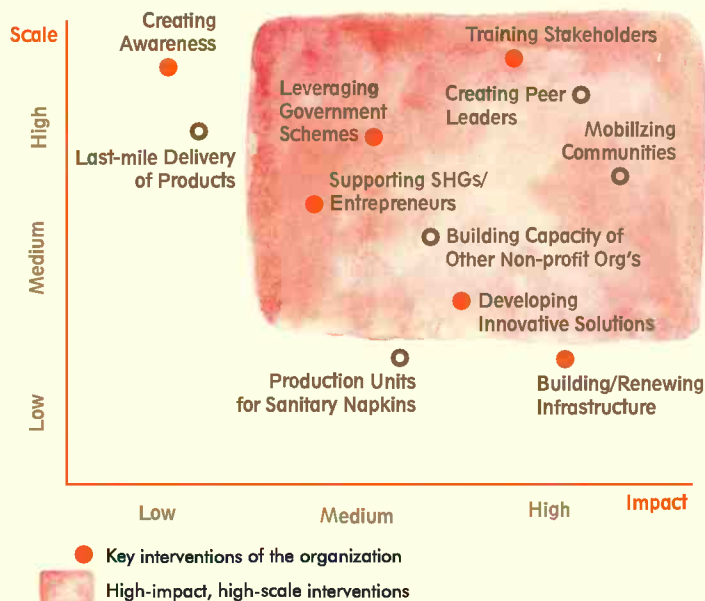 Scale
Creating
Awareness
Training Stakeholders
Leveraging
Government
Schemes
Creating Peer
Leaders
High
Mobilizing
Communities
Last-mile Delivery
of Products
Supporting SHGs/
Entrepreneurs
Medium
Building Capacity of
Other Non-profit Org's
Developing
Innovative Solutions
Production Units
for Sanitary Napkins
Building/Renewing
Infrastructure
Low
Low
Medium
High
Impact
Key interventions of the organization
High-impact, high-scale interventions